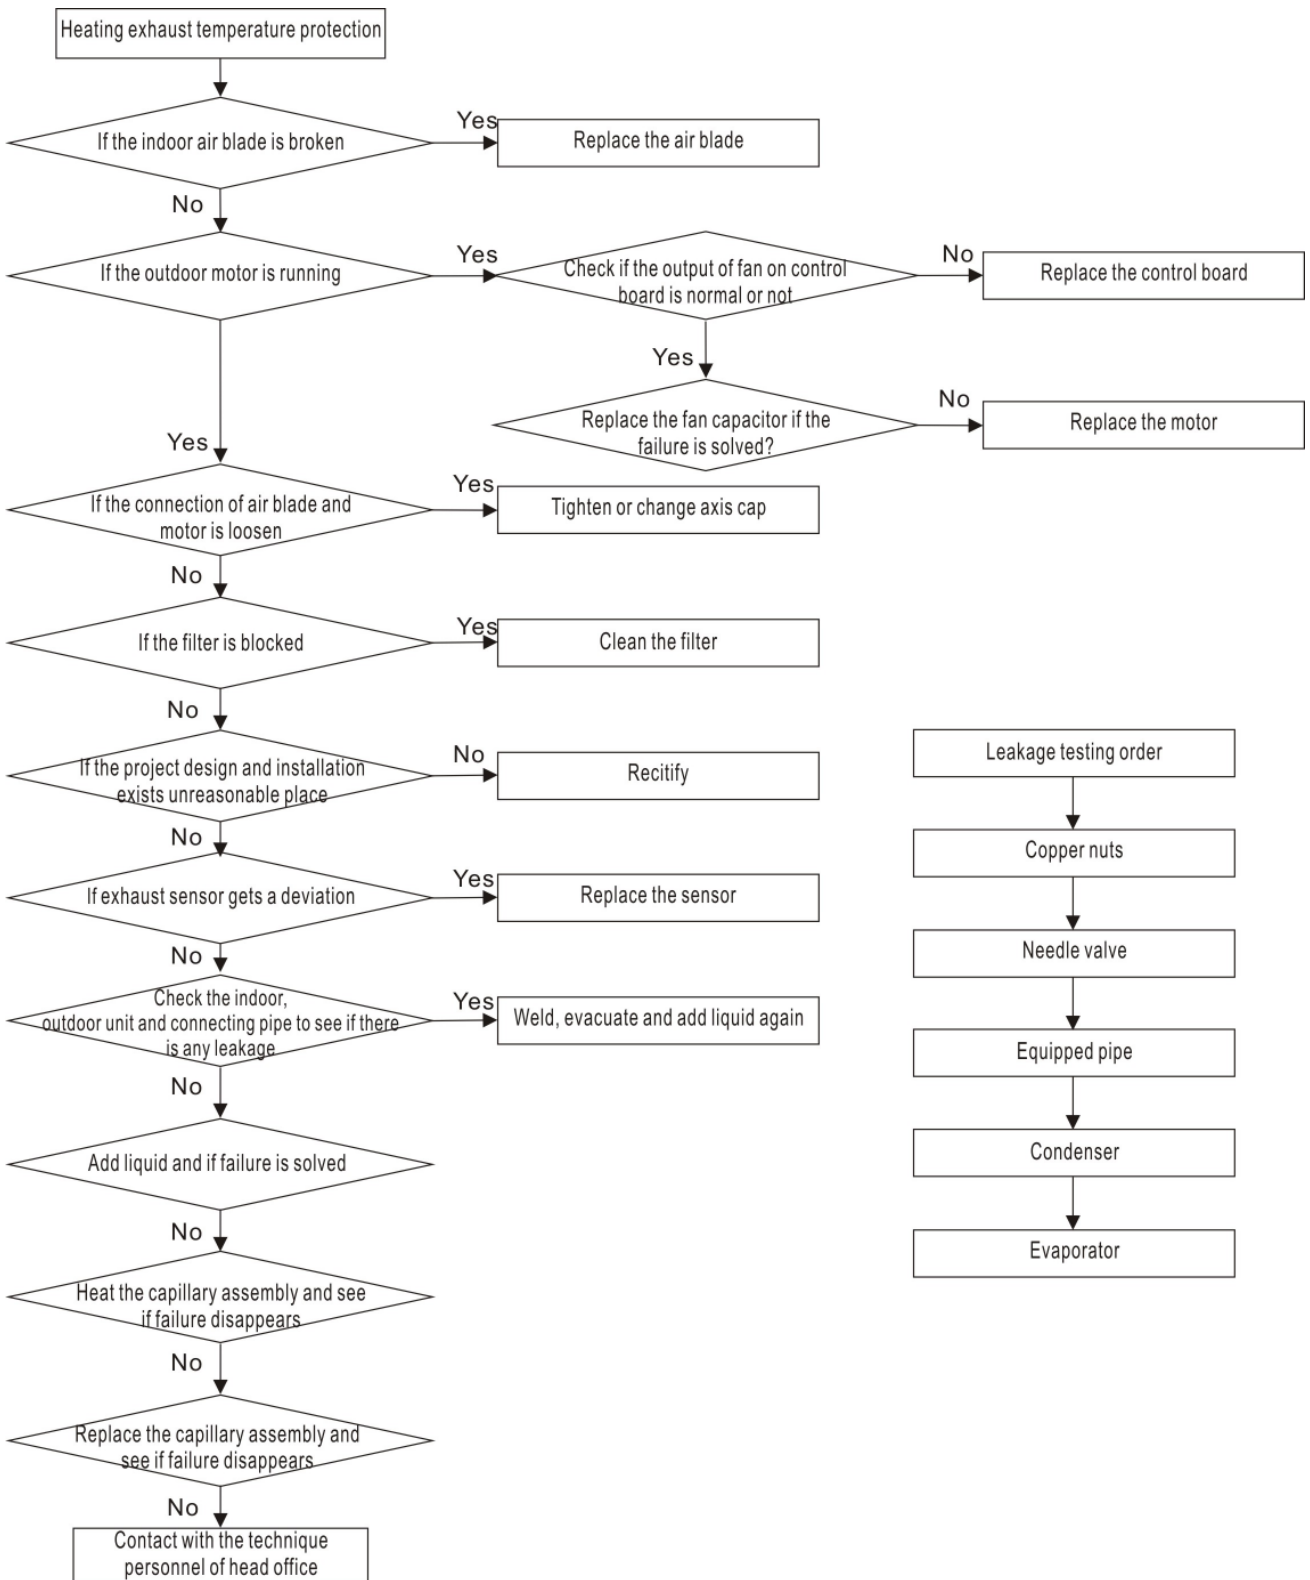 Heating exhaust temperature protection
If the indoor air blade is broken
Yes
Replace the air blade
No
If the outdoor motor is running
Yes
Check if the output of fan on control
board is normal or not
No
Replace the control board
Yes
Replace the fan capacitor if the
failure is solved?
No
Replace the motor
Yes
If the connection of air blade and
motor is loosen
Yes
Tighten or change axis cap
No
If the filter is blocked
Yes
Clean the filter
No
If the project design and installation
exists unreasonable place
No
Recitify
No
If exhaust sensor gets a deviation
Yes
Replace the sensor
No
Check the indoor,
outdoor unit and connecting pipe to see if there
is any leakage
Yes
Weld, evacuate and add liquid again
No
Add liquid and if failure is solved
No
Heat the capillary assembly and see
if failure disappears
No
Replace the capillary assembly and
see if failure disappears
No
Contact with the technique
personnel of head office
Leakage testing order
Copper nuts
Needle valve
Equipped pipe
Condenser
Evaporator